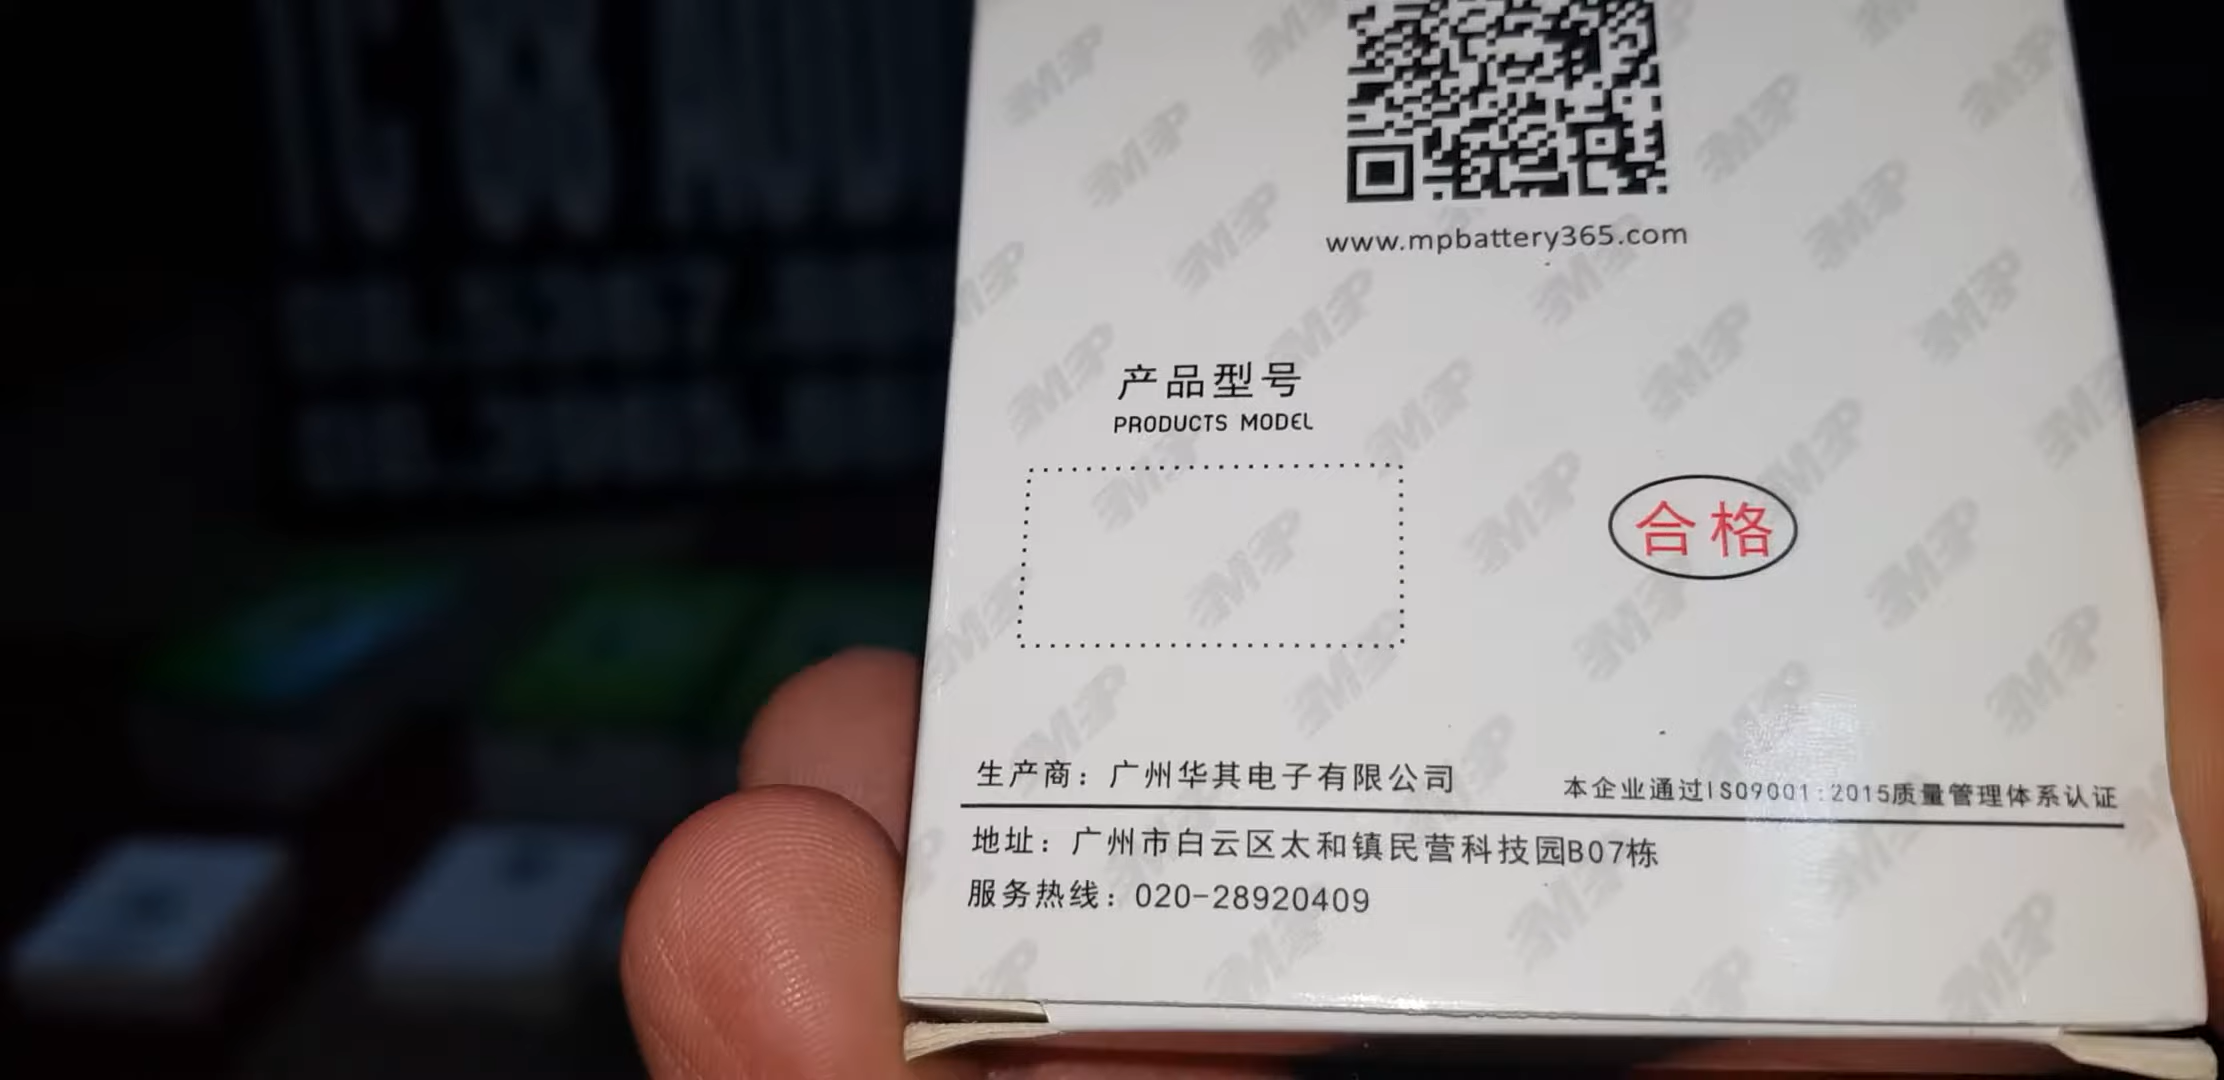 www.mpbattery365.com
产品型号
PRODUCTS MODEL
合格
生产商：广州华其电子有限公司
本企业通过ISO9001:2015质量管理体系认证
地址：广州市白云区太和镇民营科技园B07栋
服务热线：020-28920409